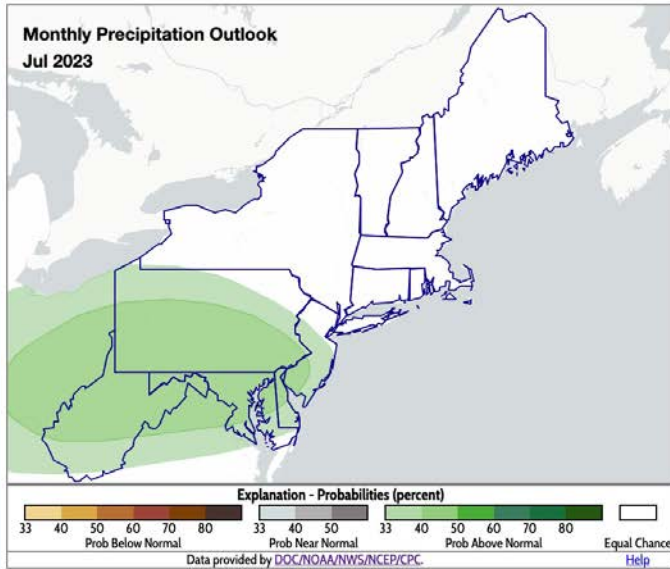 Monthly Precipitation Outlook
Jul 2023
Explanation - Probabilities (percent)
33 40 50 60 70 80 33 40 50 33 40 50 60 70 80
Prob Below Normal Prob Near Normal Prob Above Normal Equal Chance
Data provided by DOC/NOAA/NWS/NCEP/CPC. Help